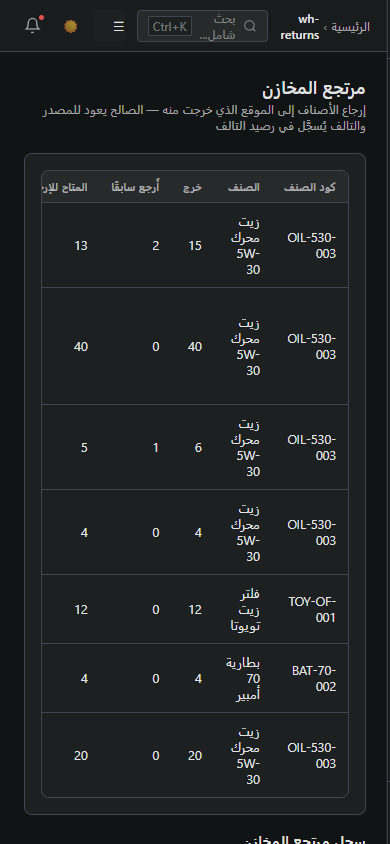 الرئيسية › wh-returns
بحث شامل... Ctrl+K
مرتجع المخازن
إرجاع الأصناف إلى الموقع الذي خرجت منه — الصالح يعود للمصدر
والتالف يُسجَّل في رصيد التالف
كود الصنف الصنف خرج أُرجع سابقًا المتاح للإرج
OIL-530-003 زيت محرك 5W-30 15 2 13
OIL-530-003 زيت محرك 5W-30 40 0 40
OIL-530-003 زيت محرك 5W-30 6 1 5
OIL-530-003 زيت محرك 5W-30 4 0 4
TOY-OF-001 فلتر زيت تويوتا 12 0 12
BAT-70-002 بطارية 70 أمبير 4 0 4
OIL-530-003 زيت محرك 5W-30 20 0 20
سجل مرتجع المخازن